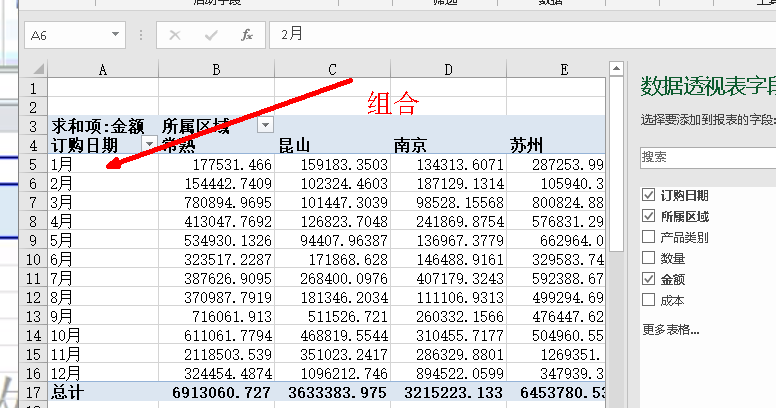 A6 fx 2月
A B C D E
1
2
组合
3 求和项:金额 所属区域
4 订购日期 常熟 昆山 南京 苏州
5 1月 177531.466 159183.3503 134313.6071 287253.99
6 2月 154442.7409 102324.4603 187129.1314 105940.3
7 3月 780894.9695 101447.3039 98528.15568 800824.88
8 4月 413047.7692 126823.7048 241869.8754 576831.29
9 5月 534930.1326 94407.96387 136967.3779 662964.0
10 6月 323517.2287 171868.628 146488.9161 329583.74
11 7月 387626.9095 268400.0976 407179.3243 592388.67
12 8月 370987.7919 181346.2034 111106.9313 499294.69
13 9月 716061.913 511526.721 260332.1566 476447.62
14 10月 611061.7794 468819.5544 310455.7177 504960.55
15 11月 2118503.539 351023.2417 286329.8801 1269351.
16 12月 324454.4874 1096212.746 894522.0599 347939.3
17 总计 6913060.727 3633383.975 3215223.133 6453780.53
数据透视表字段
选择要添加到报表的字段:
搜索
订购日期
所属区域
产品类别
数量
金额
成本
更多表格...